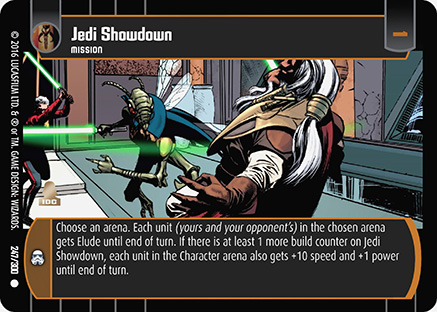 Jedi Showdown
MISSION
© 2016 LUCASFILM LTD. & ® or TM. GAME DESIGN: WIZARDS.
247/300
100
Choose an arena. Each unit (yours and your opponent's) in the chosen arena
gets Elude until end of turn. If there is at least 1 more build counter on Jedi
Showdown, each unit in the Character arena also gets +10 speed and +1 power
until end of turn.